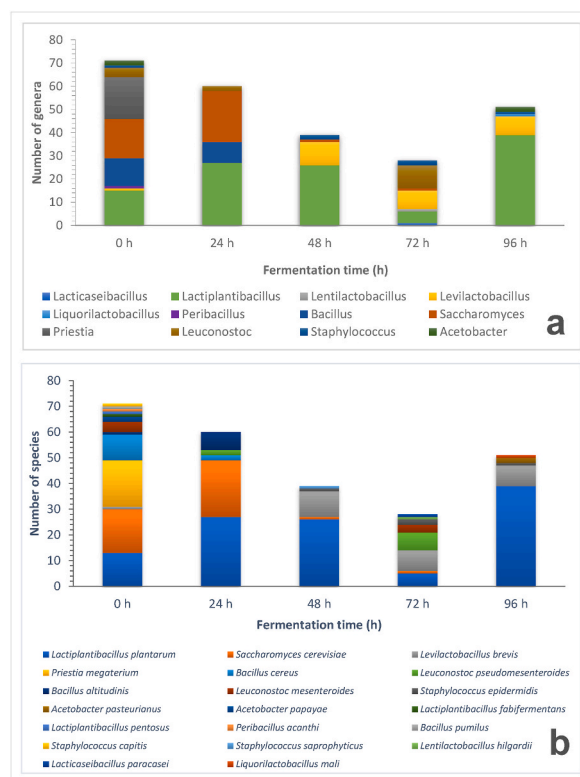 80
70
60
50
40
30
20
10
0
Number of genera
0 h 24 h 48 h 72 h 96 h
Fermentation time (h)
Lacticaseibacillus Lactiplantibacillus Lentilactobacillus Levilactobacillus
Liquorilactobacillus Peribacillus Bacillus Saccharomyces
Priestia Leuconostoc Staphylococcus Acetobacter
a
80
70
60
50
40
30
20
10
0
Number of species
0 h 24 h 48 h 72 h 96 h
Fermentation time (h)
Lactiplantibacillus plantarum Saccharomyces cerevisiae Levilactobacillus brevis
Priestia megaterium Bacillus cereus Leuconostoc pseudomesenteroides
Bacillus altitudinis Leuconostoc mesenteroides Staphylococcus epidermidis
Acetobacter pasteurianus Acetobacter papayae Lactiplantibacillus fabifermentans
Lactiplantibacillus pentosus Peribacillus acanthi Bacillus pumilus
Staphylococcus capitis Staphylococcus saprophyticus Lentilactobacillus hilgardii
Lacticaseibacillus paracasei Liquorilactobacillus mali
b